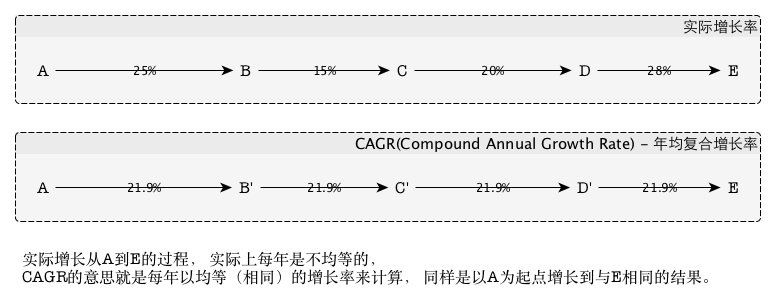 实际增长率
A 25% B 15% C 20% D 28% E
CAGR(Compound Annual Growth Rate) – 年均复合增长率
A 21.9% B' 21.9% C' 21.9% D' 21.9% E
实际增长从A到E的过程， 实际上每年是不均等的，
CAGR的意思就是每年以均等（相同）的增长率来计算， 同样是以A为起点增长到与E相同的结果。